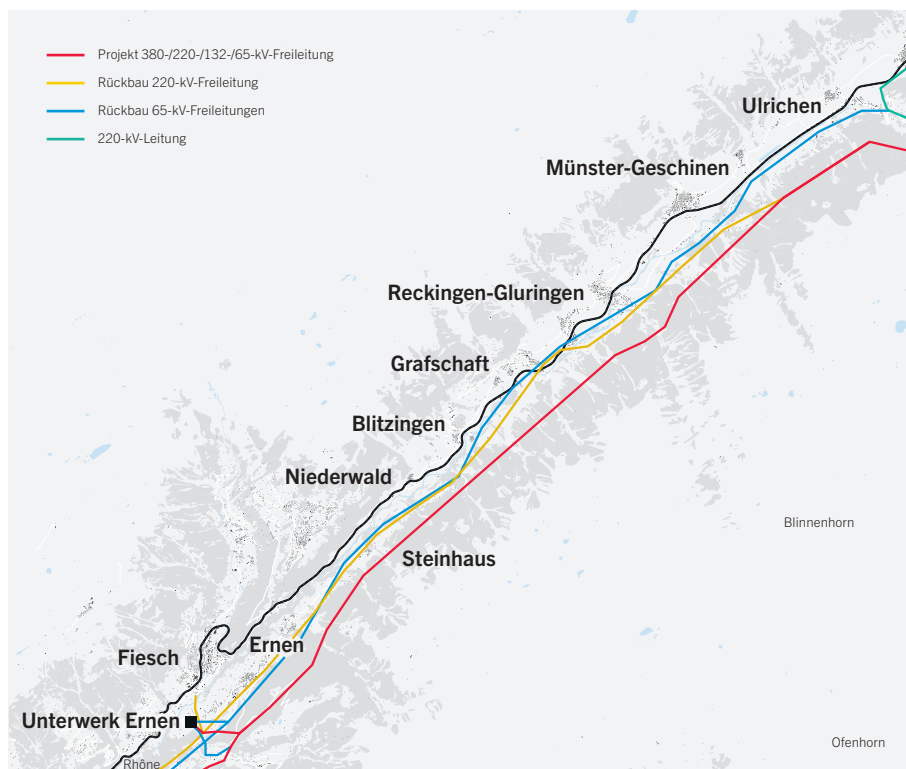 Projekt 380-/220-/132-/65-kV-Freileitung
Rückbau 220-kV-Freileitung
Rückbau 65-kV-Freileitungen
220-kV-Leitung
Ulrichen
Münster-Geschinen
Reckingen-Gluringen
Grafschaft
Blitzingen
Niederwald
Blinnenhorn
Steinhaus
Ernen
Fiesch
Unterwerk Ernen
Ofenhorn
Rhône